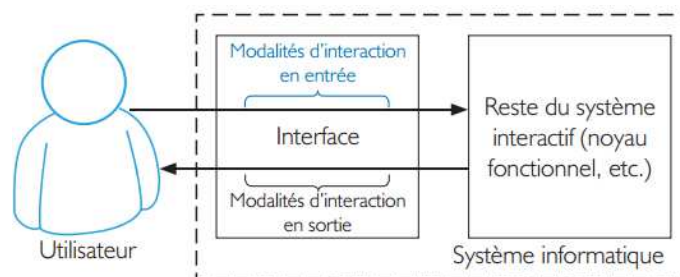 Modalités d'interaction
en entrée
Interface
Modalités d'interaction
en sortie
Reste du système
interactif (noyau
fonctionnel, etc.)
Utilisateur
Système informatique